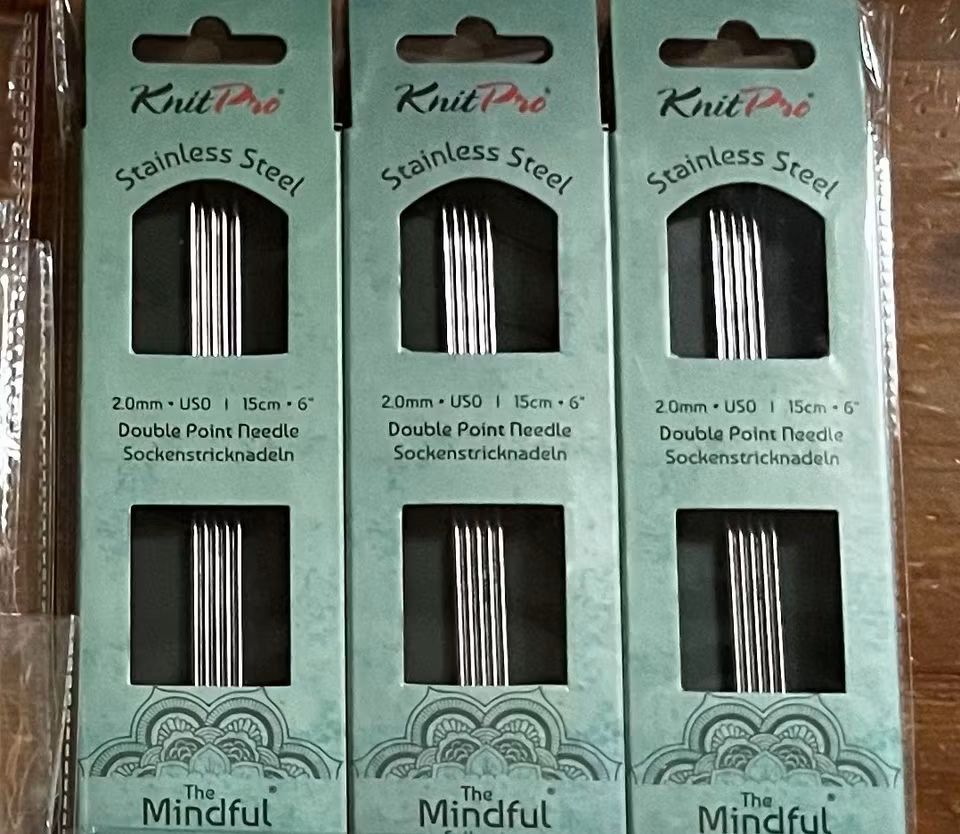 KnitPro
Stainless Steel
2.0mm • US0 | 15cm • 6"
Double Point Needle
Sockenstricknadeln
The
Mindful®
KnitPro
Stainless Steel
2.0mm • US0 | 15cm • 6"
Double Point Needle
Sockenstricknadeln
The
Mindful®
KnitPro
Stainless Steel
2.0mm • US0 | 15cm • 6"
Double Point Needle
Sockenstricknadeln
The
Mindful®